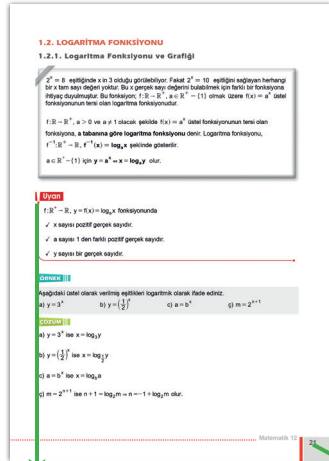 1.2. LOGARİTMA FONKSİYONU
1.2.1. Logaritma Fonksiyonu ve Grafiği
2^x = 8 eşitliğinde x in 3 olduğu görülebiliyor. Fakat 2^x = 10 eşitliğini sağlayan herhangi
bir x tam sayı değeri yoktur. Bu x gerçek sayı değerini bulabilmek için farklı bir fonksiyona
ihtiyaç duyulmuştur. Bu fonksiyon; f:ℝ→ℝ⁺, a∈ℝ⁺ − {1} olmak üzere f(x) = a^x üstel
fonksiyonunun tersi olan logaritma fonksiyonudur.
f:ℝ→ℝ⁺, a > 0 ve a ≠ 1 olacak şekilde f(x) = a^x üstel fonksiyonunun tersi olan
fonksiyona, a tabanına göre logaritma fonksiyonu denir. Logaritma fonksiyonu,
f⁻¹:ℝ⁺→ℝ, f⁻¹(x) = logₐx şeklinde gösterilir.
a∈ℝ⁺−{1} için y = a^x ⇔ x = logₐy olur.
Uyarı
f:ℝ⁺→ℝ, y = f(x) = logₐx fonksiyonunda
✓ x sayısı pozitif gerçek sayıdır.
✓ a sayısı 1 den farklı pozitif gerçek sayıdır.
✓ y sayısı bir gerçek sayıdır.
ÖRNEK
Aşağıdaki üstel olarak verilmiş eşitlikleri logaritmik olarak ifade ediniz.
a) y = 3^x b) y = (1/2)^x c) a = b^x ç) m = 2^(n+1)
ÇÖZÜM
a) y = 3^x ise x = log₃y
b) y = (1/2)^x ise x = log_(1/2) y
c) a = b^x ise x = log_b a
ç) m = 2^(n+1) ise n + 1 = log₂m ⇒ n = −1 + log₂m olur.
Matematik 12
21